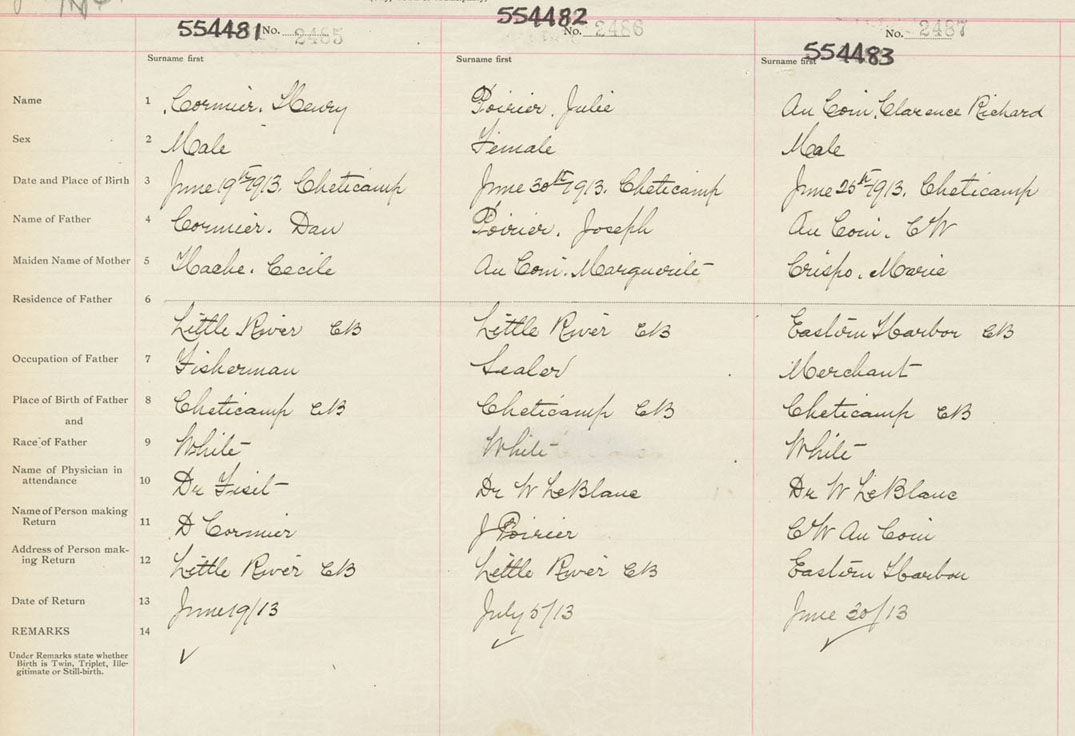 554481 No. 2465 554482 No. 2486 No. 2487
554483
Surname first Surname first Surname first
Name 1 Cormier, Henry Poirier, Julie Au Coin, Clarence Richard
Sex 2 Male Female Male
Date and Place of Birth 3 June 19th 1913. Cheticamp June 30th 1913. Cheticamp June 25th 1913. Cheticamp
Name of Father 4 Cormier. Dan Poirier, Joseph Au Coin. C W
Maiden Name of Mother 5 Hache. Cecile Au Coin. Marguerite Crispo. Marie
Residence of Father 6
Little River CB Little River CB Eastern Harbor CB
Occupation of Father 7 Fisherman Sealer Merchant
Place of Birth of Father 8 Cheticamp CB Cheticamp CB Cheticamp CB
and
Race of Father 9 White White White
Name of Physician in
attendance 10 Dr Fiset Dr W LeBlanc Dr W LeBlanc
Name of Person making
Return 11 D Cormier J Poirier C W Au Coin
Address of Person mak-
ing Return 12 Little River CB Little River CB Eastern Harbor
Date of Return 13 June 19/13 July 5/13 June 30/13
REMARKS 14
Under Remarks state whether
Birth is Twin, Triplet, Ille-
gitimate or Still-birth.